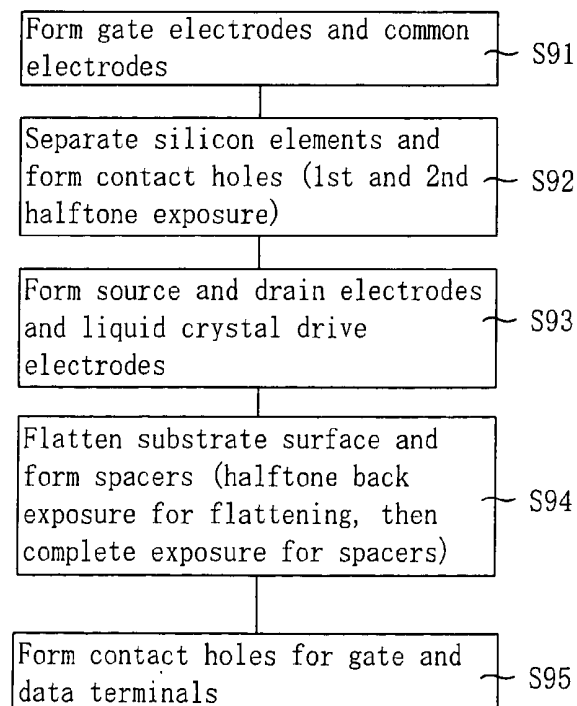 Form gate electrodes and common
electrodes
S91
Separate silicon elements and
form contact holes (1st and 2nd
halftone exposure)
S92
Form source and drain electrodes
and liquid crystal drive
electrodes
S93
Flatten substrate surface and
form spacers (halftone back
exposure for flattening, then
complete exposure for spacers)
S94
Form contact holes for gate and
data terminals
S95